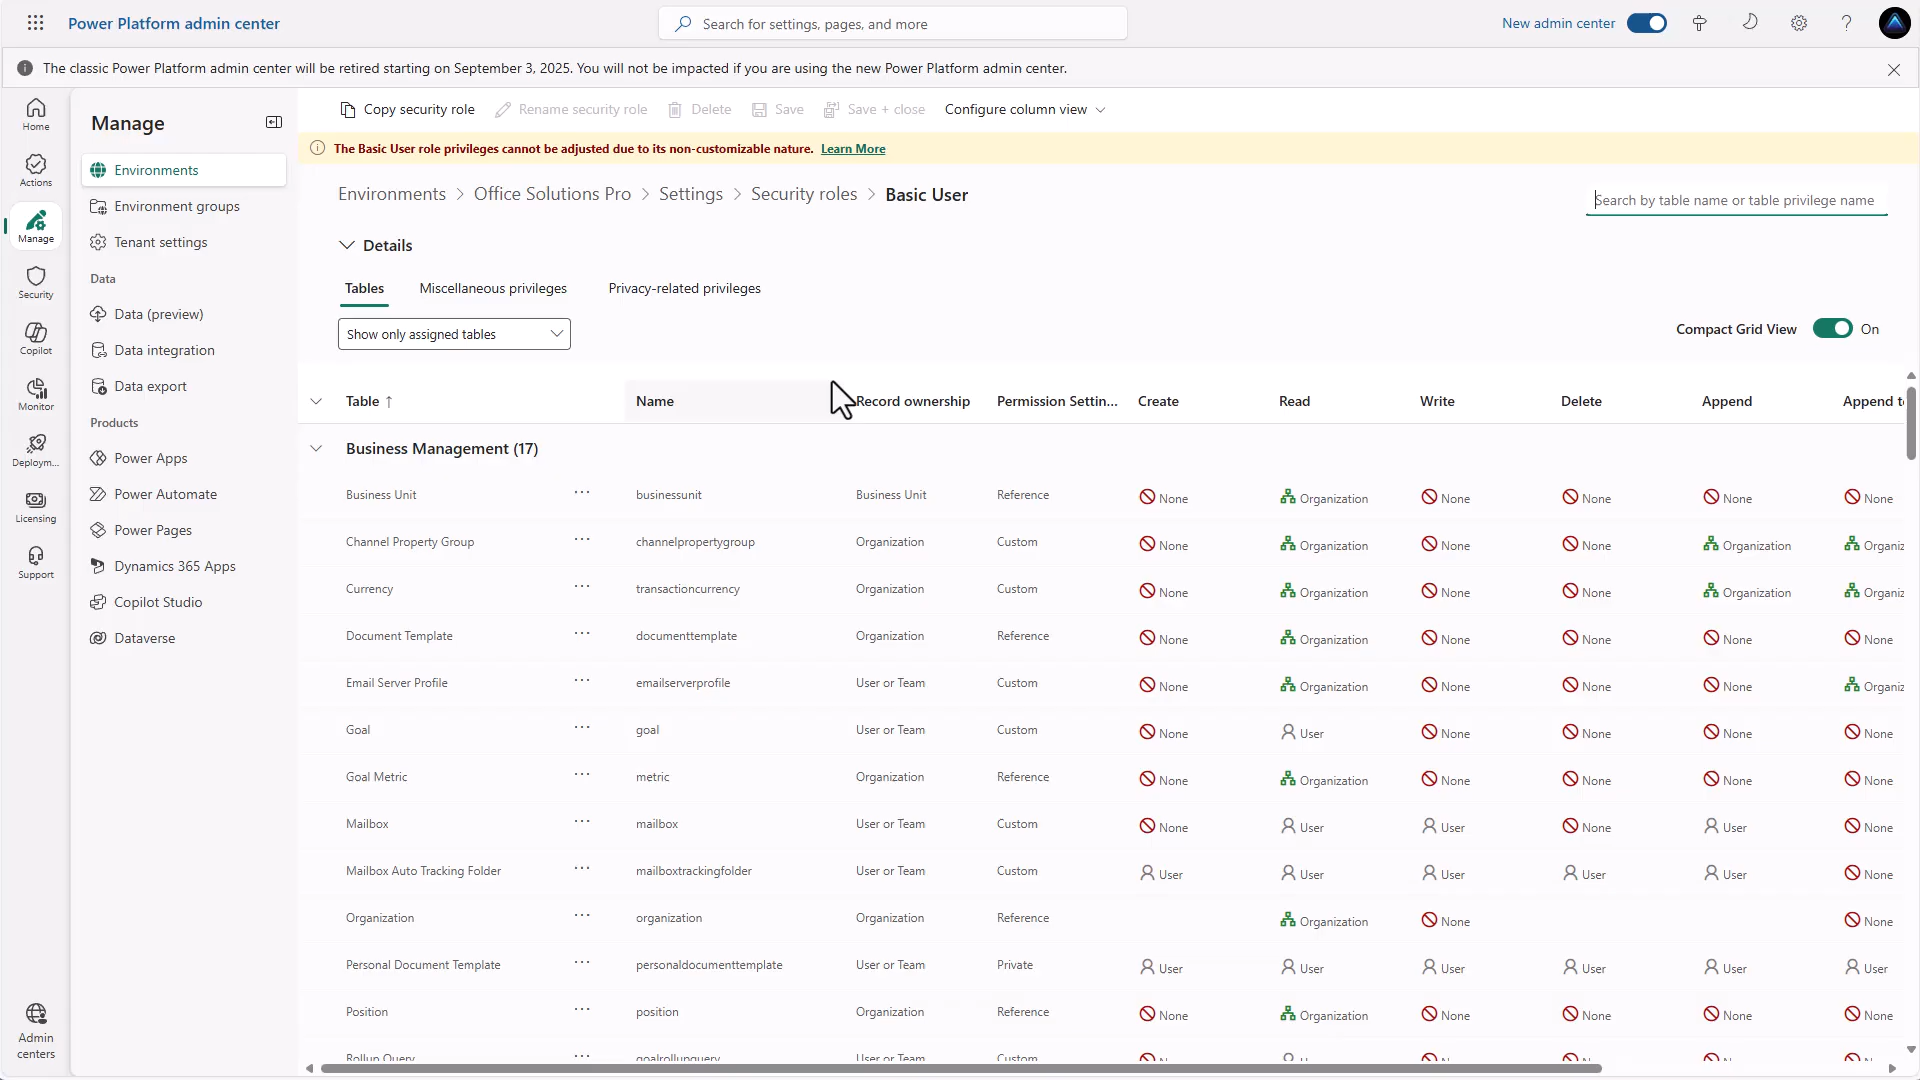 Power Platform admin center
Search for settings, pages, and more
New admin center
The classic Power Platform admin center will be retired starting on September 3, 2025. You will not be impacted if you are using the new Power Platform admin center.
Home
Actions
Manage
Security
Copilot
Monitor
Deploym...
Licensing
Support
Admin
centers
Manage
Environments
Environment groups
Tenant settings
Data
Data (preview)
Data integration
Data export
Products
Power Apps
Power Automate
Power Pages
Dynamics 365 Apps
Copilot Studio
Dataverse
Copy security role Rename security role Delete Save Save + close Configure column view
The Basic User role privileges cannot be adjusted due to its non-customizable nature. Learn More
Environments > Office Solutions Pro > Settings > Security roles > Basic User
Search by table name or table privilege name
Details
Tables Miscellaneous privileges Privacy-related privileges
Show only assigned tables
Compact Grid View On
Table ↑ Name Record ownership Permission Settin... Create Read Write Delete Append Append t
Business Management (17)
Business Unit ... businessunit Business Unit Reference None Organization None None None None
Channel Property Group ... channelpropertygroup Organization Custom None Organization None None Organization Organiz
Currency ... transactioncurrency Organization Custom None Organization None None Organization Organiz
Document Template ... documenttemplate Organization Reference None Organization None None None None
Email Server Profile ... emailserverprofile User or Team Custom None Organization None None None Organiz
Goal ... goal User or Team Custom None User None None None None
Goal Metric ... metric Organization Reference None Organization None None None None
Mailbox ... mailbox User or Team Custom None User User None User None
Mailbox Auto Tracking Folder ... mailboxtrackingfolder User or Team Custom User User User User User None
Organization ... organization Organization Reference Organization None None
Personal Document Template ... personaldocumenttemplate User or Team Private User User User User User User
Position ... position Organization Reference None Organization None None None None
Rollup Query ... goalrollupquery User or Team Custom None User None None None None